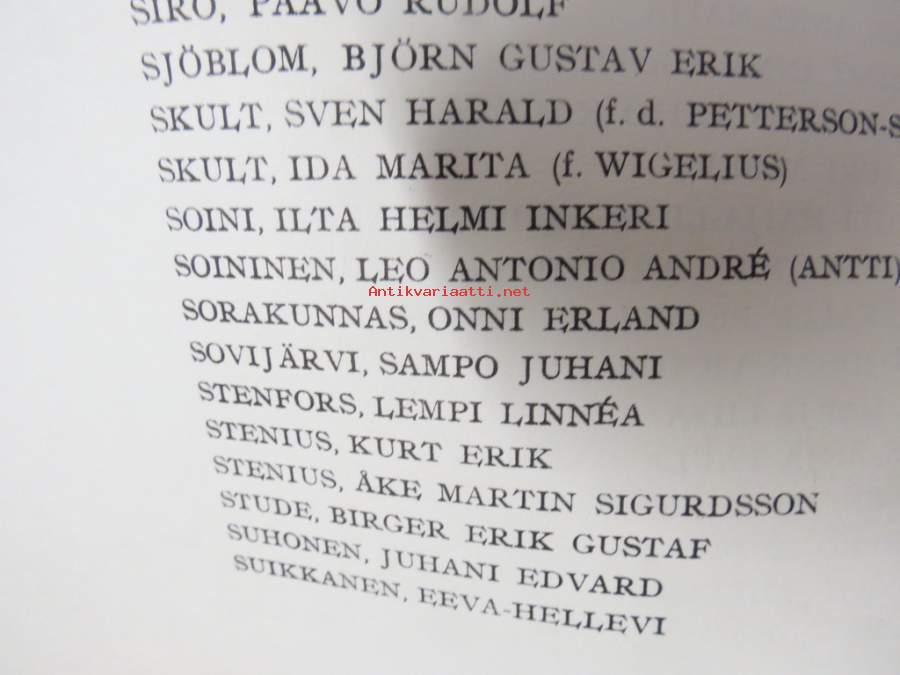 SIRO, PAAVO RUDOLF
SJÖBLOM, BJÖRN GUSTAV ERIK
SKULT, SVEN HARALD (f. d. PETTERSON-S
SKULT, IDA MARITA (f. WIGELIUS)
SOINI, ILTA HELMI INKERI
SOININEN, LEO ANTONIO ANDRÉ (ANTTI)
Antikvariaatti.net
SORAKUNNAS, ONNI ERLAND
SOVIJÄRVI, SAMPO JUHANI
STENFORS, LEMPI LINNÉA
STENIUS, KURT ERIK
STENIUS, ÅKE MARTIN SIGURDSSON
STUDE, BIRGER ERIK GUSTAF
SUHONEN, JUHANI EDVARD
SUIKKANEN, EEVA-HELLEVI